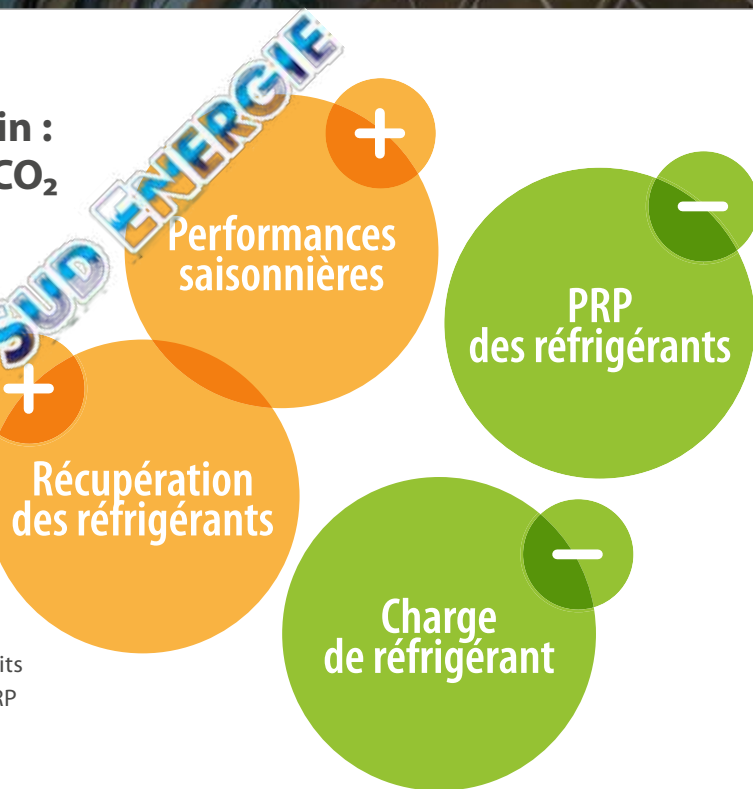 in :
CO₂
SUD ENERGIE
+
Performances
saisonnières
−
PRP
des réfrigérants
+
Récupération
des réfrigérants
−
Charge
de réfrigérant
its
RP